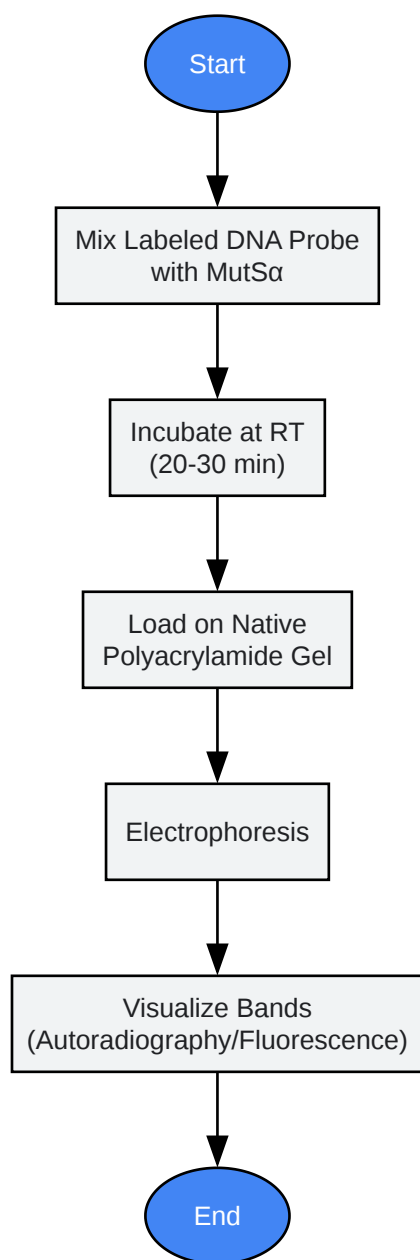 Start
Mix Labeled DNA Probe
with MutSα
Incubate at RT
(20-30 min)
Load on Native
Polyacrylamide Gel
Electrophoresis
Visualize Bands
(Autoradiography/Fluorescence)
End